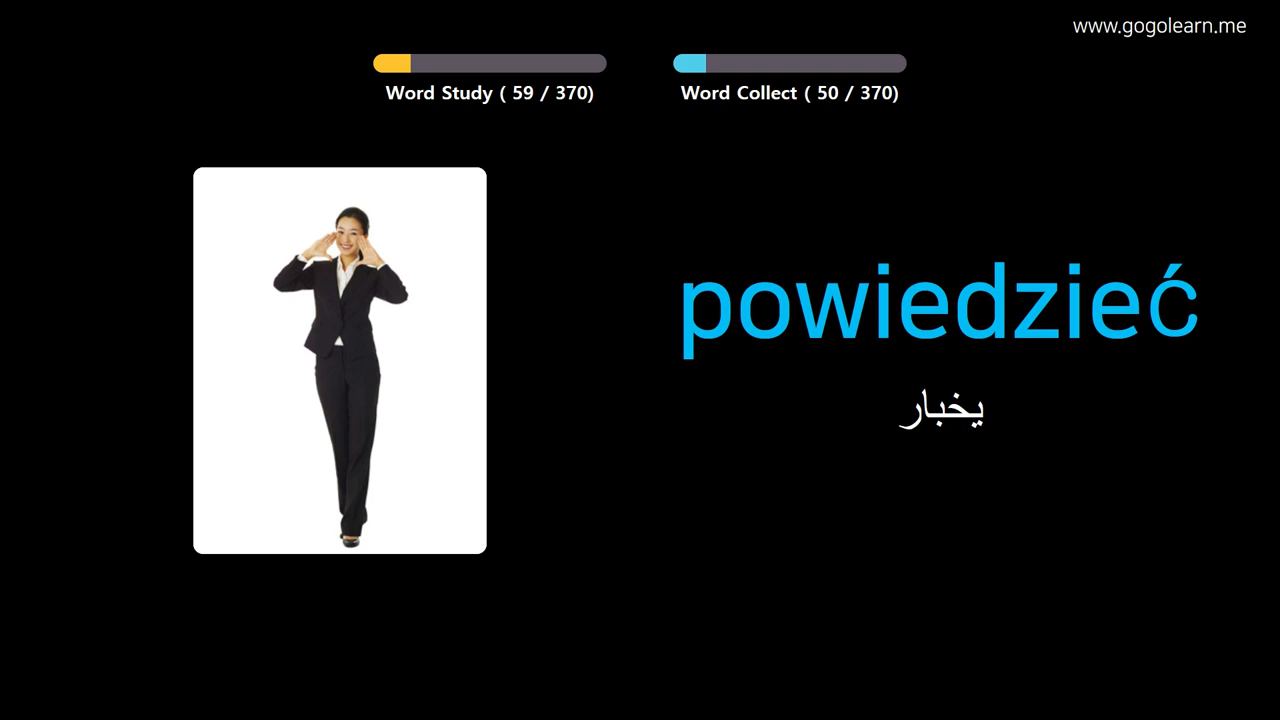 www.gogolearn.me
Word Study ( 59 / 370)
Word Collect ( 50 / 370)
powiedzieć
يخبار